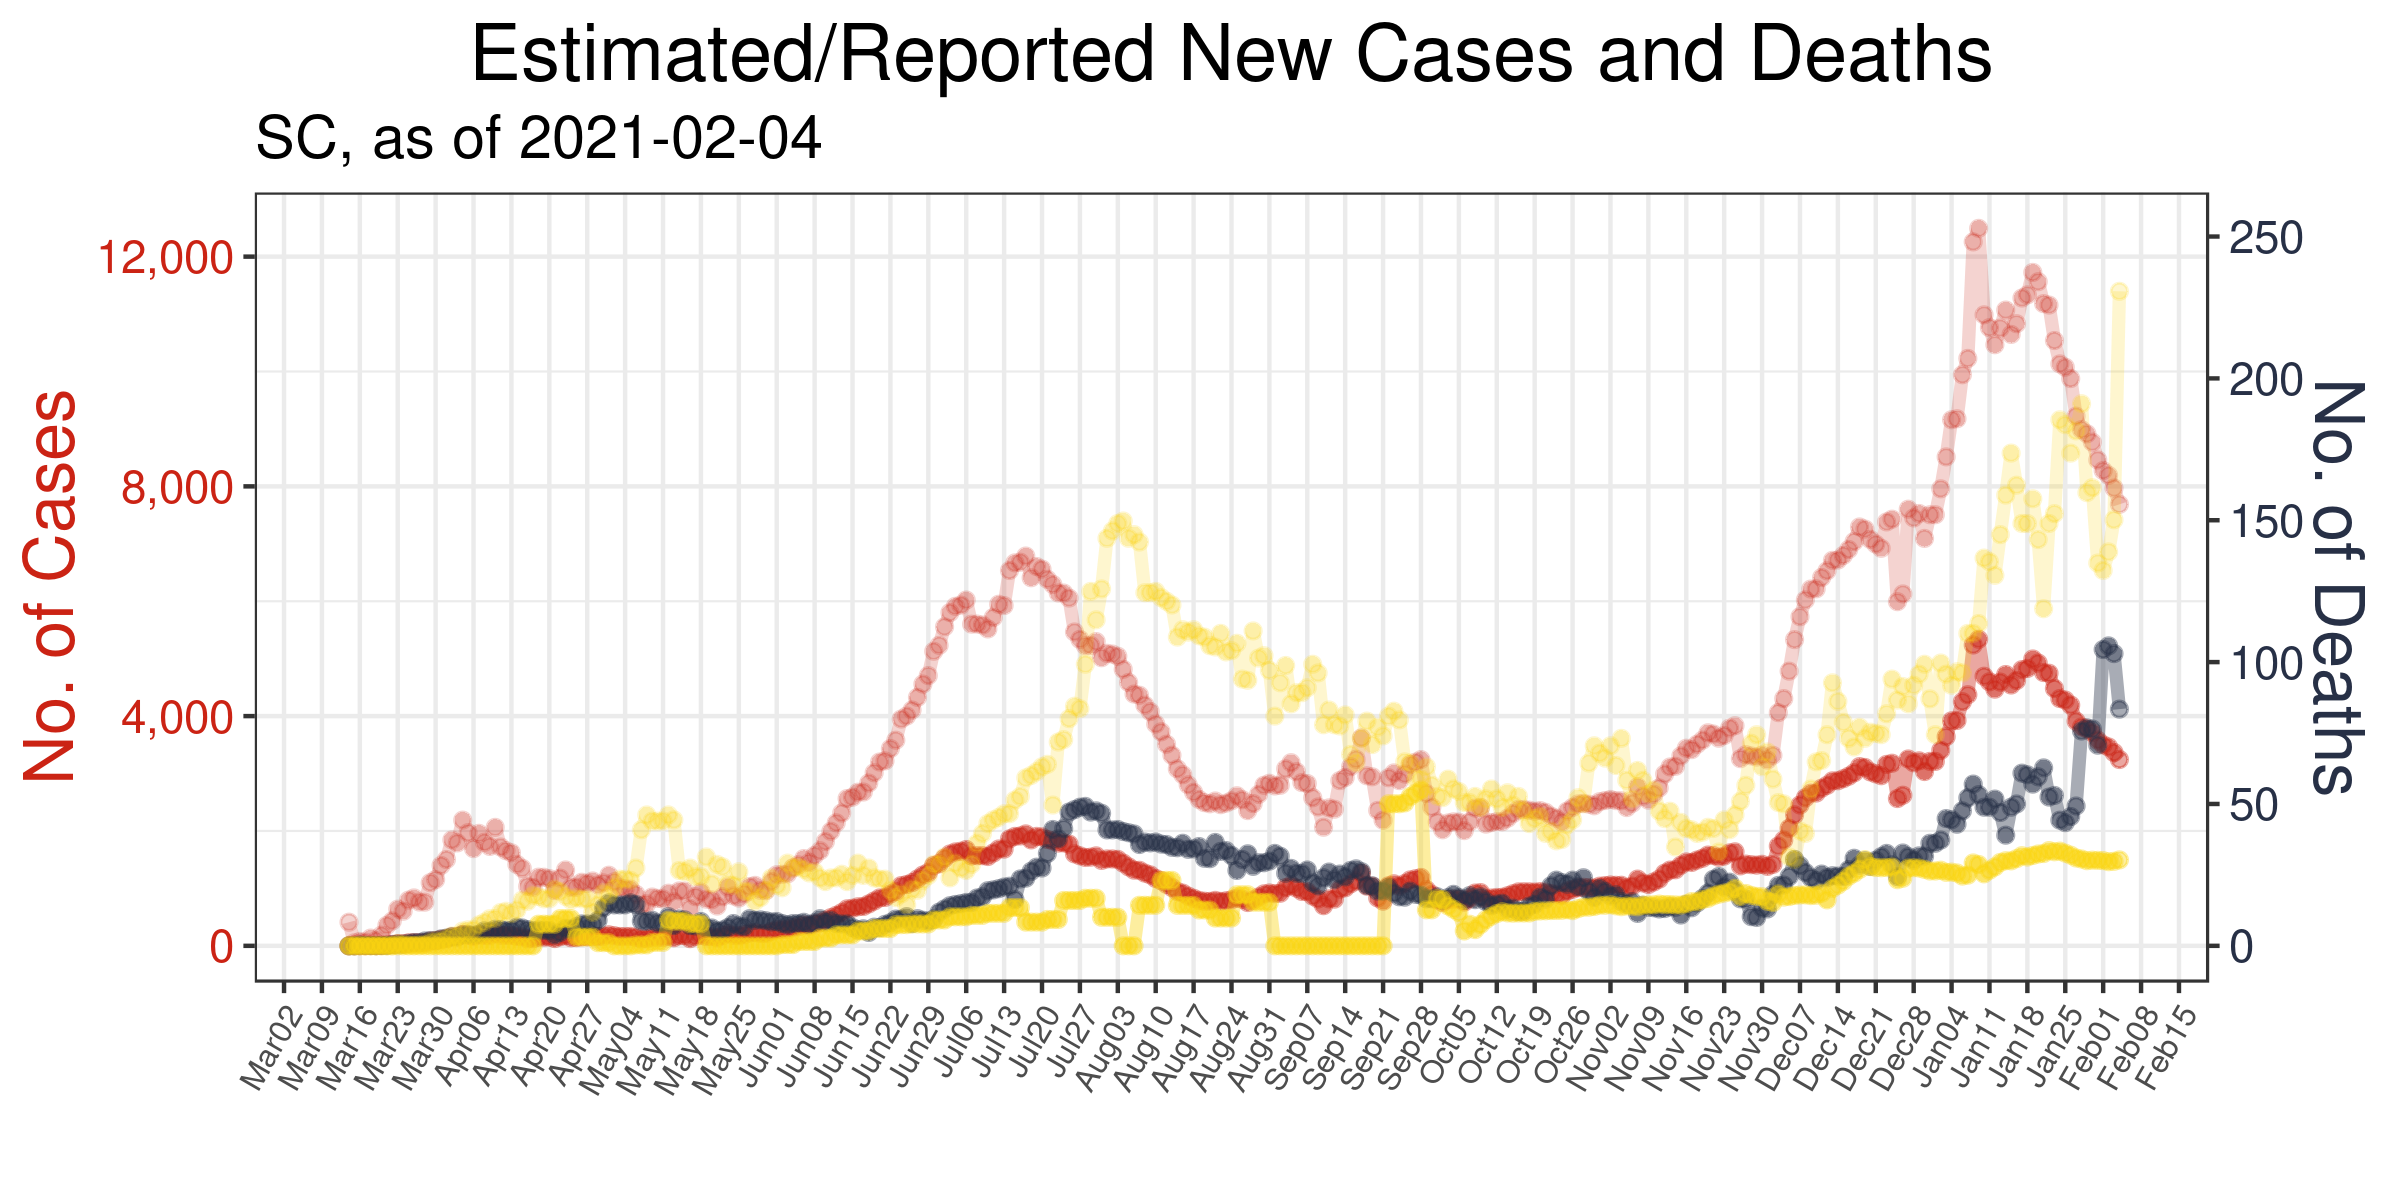 Estimated/Reported New Cases and Deaths
SC, as of 2021-02-04
No. of Cases
12,000
8,000
4,000
0
250
200
150
100
50
0
No. of Deaths
Mar02
Mar09
Mar16
Mar23
Mar30
Apr06
Apr13
Apr20
Apr27
May04
May11
May18
May25
Jun01
Jun08
Jun15
Jun22
Jun29
Jul06
Jul13
Jul20
Jul27
Aug03
Aug10
Aug17
Aug24
Aug31
Sep07
Sep14
Sep21
Sep28
Oct05
Oct12
Oct19
Oct26
Nov02
Nov09
Nov16
Nov23
Nov30
Dec07
Dec14
Dec21
Dec28
Jan04
Jan11
Jan18
Jan25
Feb01
Feb08
Feb15